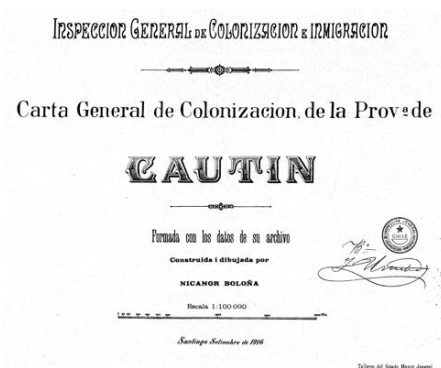 INSPECCION GENERAL DE COLONIZACION E INMIGRACION
Carta General de Colonizacion, de la Provª de
CAUTIN
Formada con los datos de su archivo
Construida i dibujada por
NICANOR BOLOÑA
Escala 1:100 000
Santiago Setiembre de 1916
CHILE
Talleres del Estado Mayor Jeneral